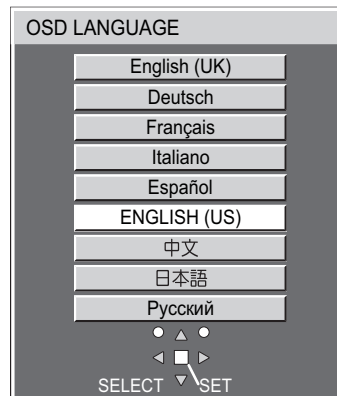 OSD LANGUAGE
English (UK)
Deutsch
Français
Italiano
Español
ENGLISH (US)
中文
日本語
Русский
SELECT SET